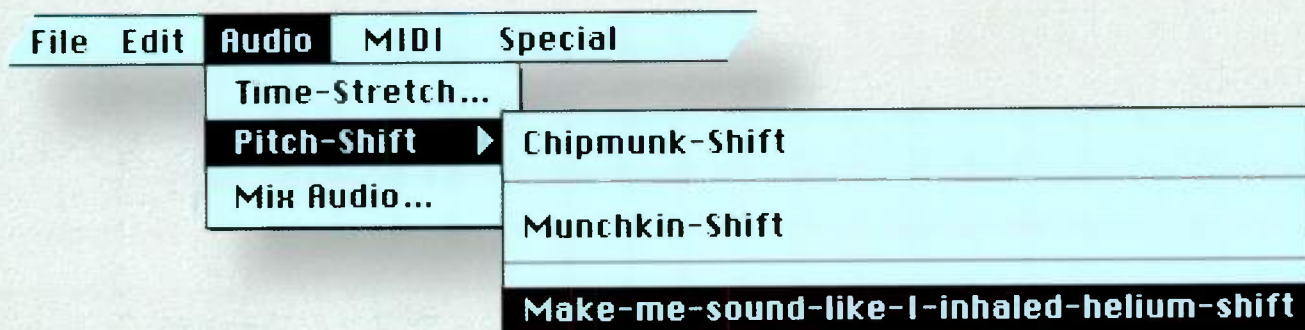 File Edit Audio MIDI Special
Time-Stretch...
Pitch-Shift
Mix Audio...
Chipmunk-Shift
Munchkin-Shift
Make-me-sound-like-I-inhaled-helium-shift